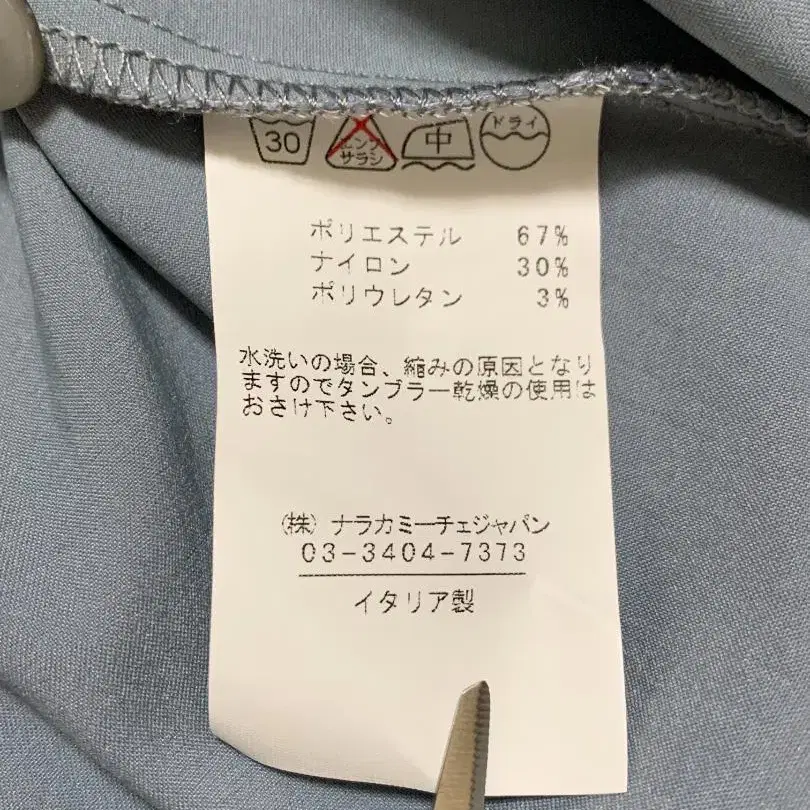 30 エンソ サラシ 中 ドライ
ポリエステル 67%
ナイロン 30%
ポリウレタン 3%
水洗いの場合、縮みの原因となり
ますのでタンブラー乾燥の使用は
おさけ下さい。
(株) ナラカミーチェジャパン
03-3404-7373
イタリア製